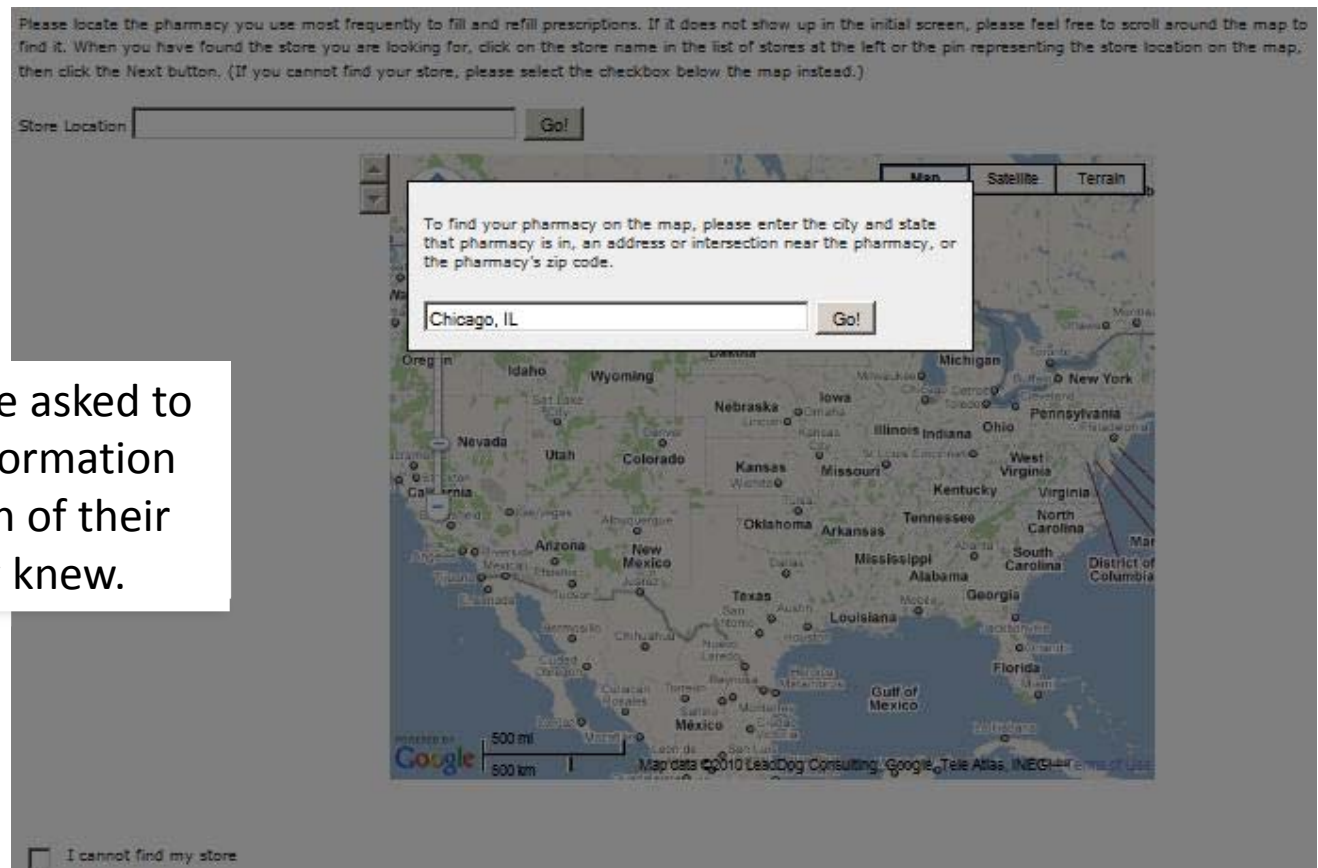 Please locate the pharmacy you use most frequently to fill and refill prescriptions. If it does not show up in the initial screen, please feel free to scroll around the map to
find it. When you have found the store you are looking for, click on the store name in the list of stores at the left or the pin representing the store location on the map,
then click the Next button. (If you cannot find your store, please select the checkbox below the map instead.)
Store Location
Go!
Map
Satellite
Terrain
To find your pharmacy on the map, please enter the city and state
that pharmacy is in, an address or intersection near the pharmacy, or
the pharmacy's zip code.
Chicago, IL
Go!
e asked to
ormation
n of their
knew.
Michigan
Idaho
Wyoming
New York
Nebraska
Iowa
Pennsylvania
Illinois
Indiana
Ohio
Nevada
Utah
Colorado
Kansas
Missouri
West
Virginia
Kentucky
Virginia
Oklahoma
Arkansas
Tennessee
North
Carolina
Arizona
New
Mexico
Mississippi
Alabama
South
Carolina
District of
Columbia
Texas
Georgia
Louisiana
Florida
Gulf of
Mexico
México
500 mi
500 km
Google
Map data ©2010 LeadDog Consulting, Google, Tele Atlas, INEGI - Terms of Use
I cannot find my store